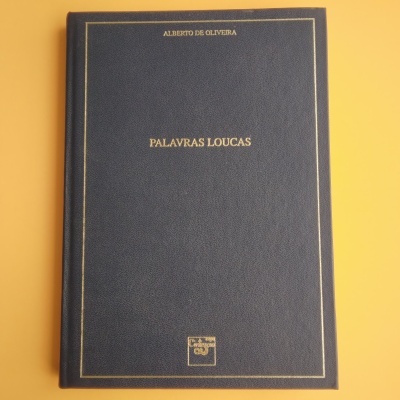 ALBERTO DE OLIVEIRA
PALAVRAS LOUCAS